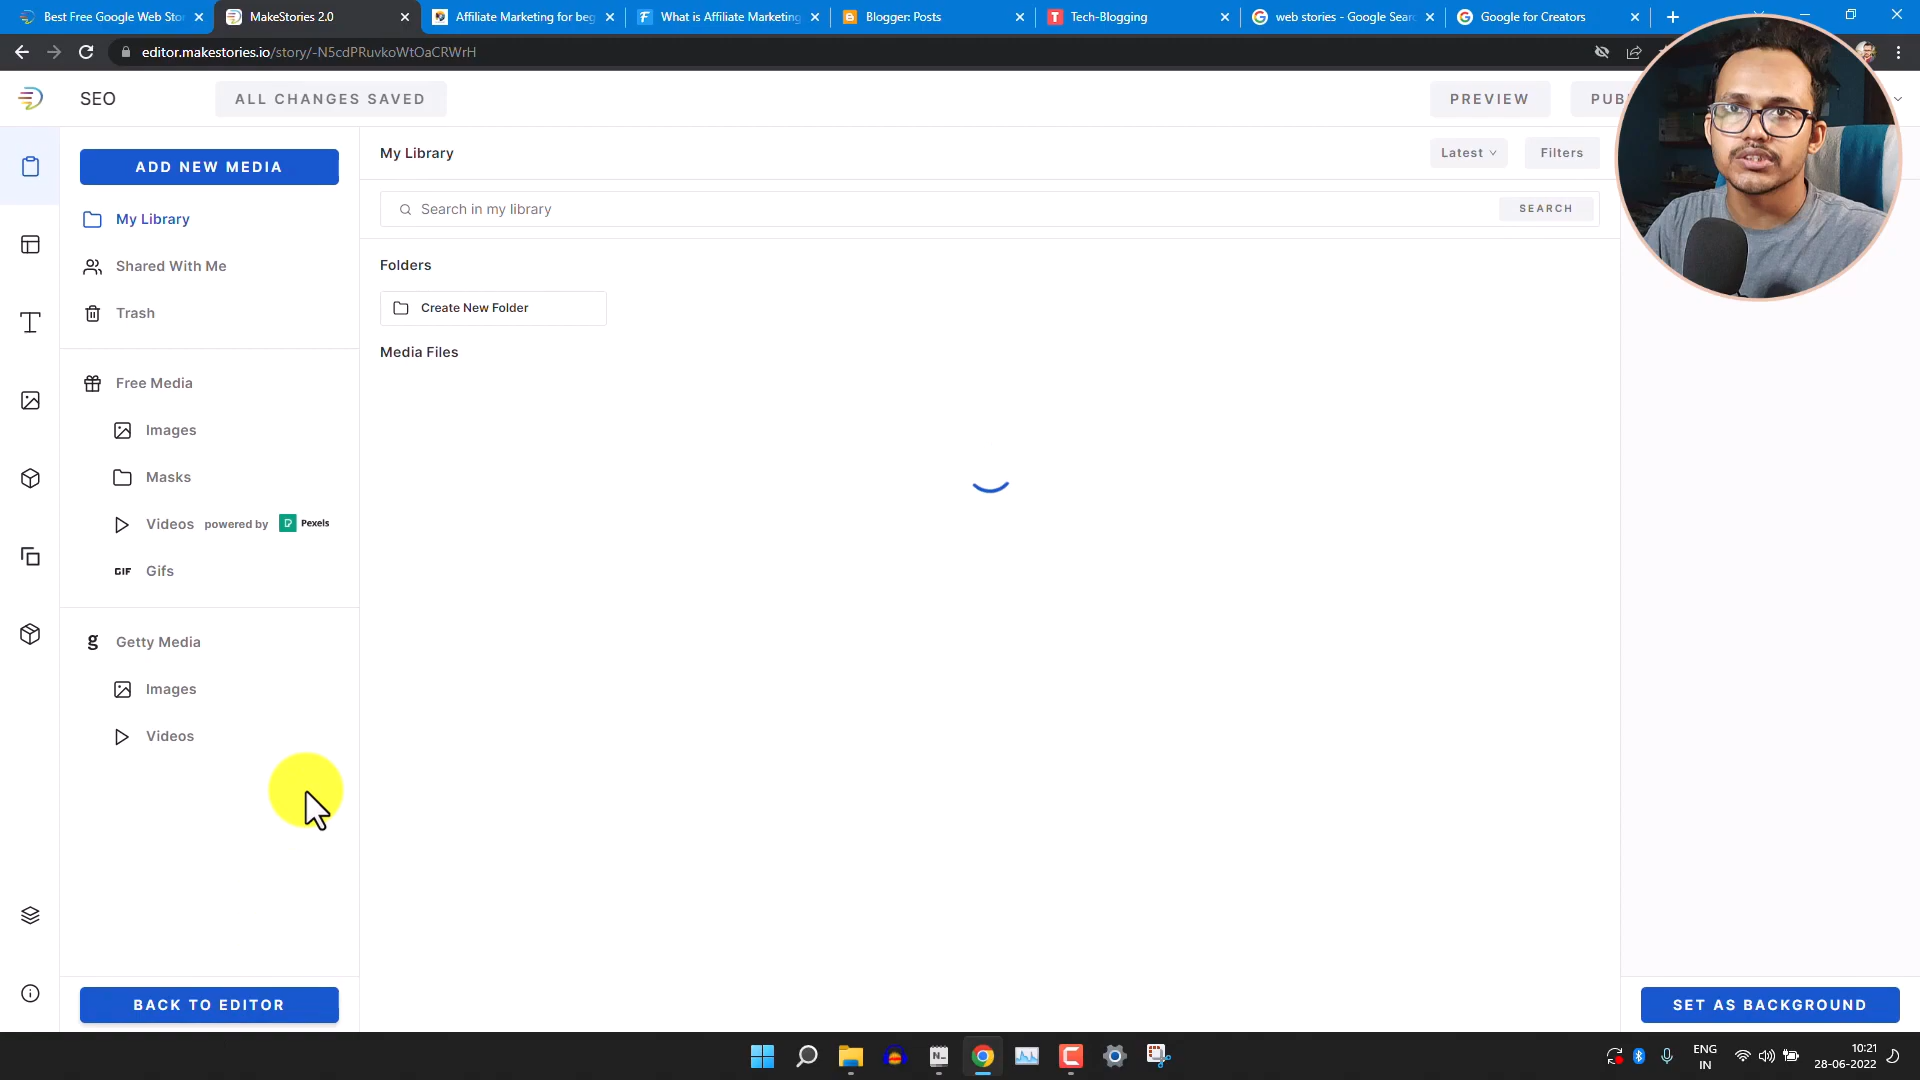 Best Free Google Web Stor
MakeStories 2.0
Affiliate Marketing for beg
What is Affiliate Marketing
Blogger: Posts
Tech-Blogging
web stories - Google Searc
Google for Creators
editor.makestories.io/story/-N5cdPRuvkoWtOaCRWrH
SEO
ALL CHANGES SAVED
PREVIEW
PUB
ADD NEW MEDIA
My Library
Shared With Me
Trash
Free Media
Images
Masks
Videos powered by Pexels
GIF Gifs
g Getty Media
Images
Videos
BACK TO EDITOR
My Library
Latest
Filters
Search in my library
SEARCH
Folders
Create New Folder
Media Files
SET AS BACKGROUND
ENG
IN
10:21
28-06-2022